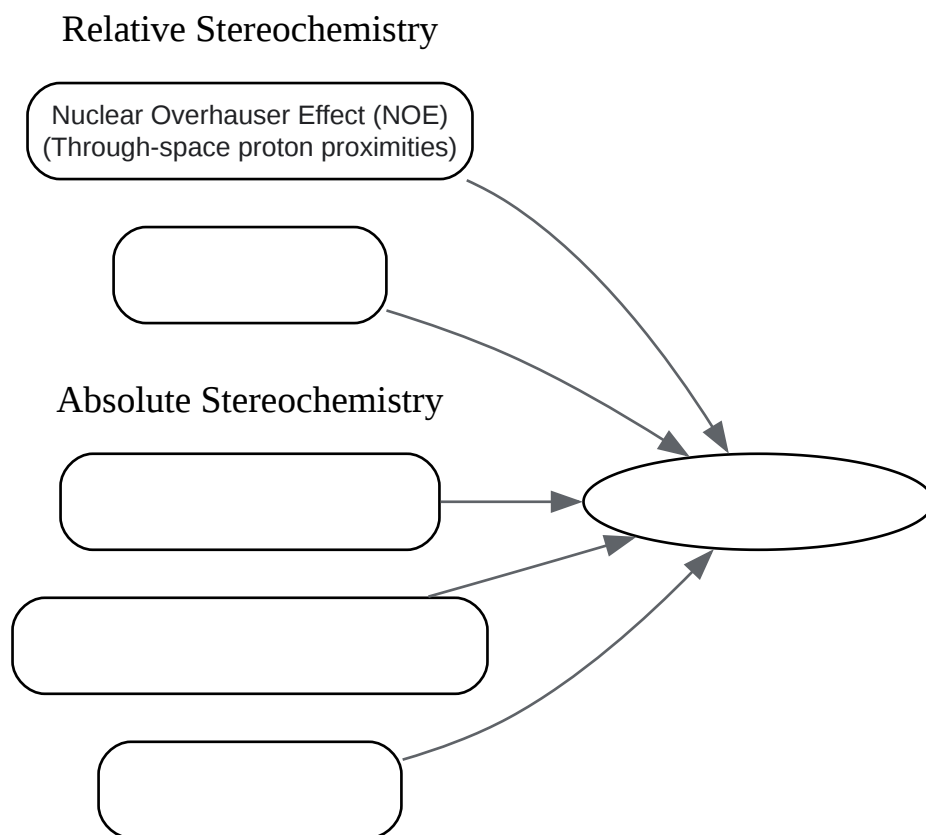 Relative Stereochemistry
Nuclear Overhauser Effect (NOE)
(Through-space proton proximities)
Absolute Stereochemistry